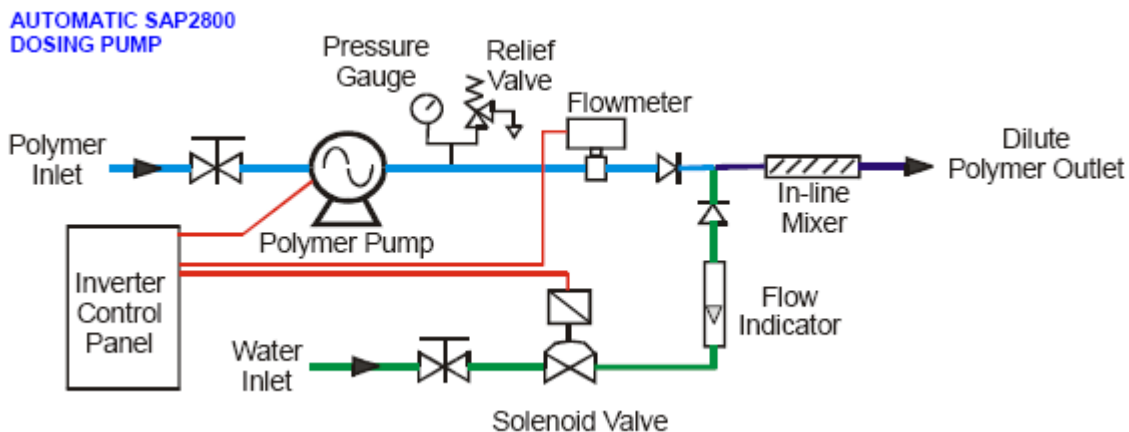 AUTOMATIC SAP2800
DOSING PUMP
Pressure
Gauge
Relief
Valve
Flowmeter
Polymer
Inlet
Dilute
Polymer Outlet
In-line
Mixer
Polymer Pump
Inverter
Control
Panel
Flow
Indicator
Water
Inlet
Solenoid Valve